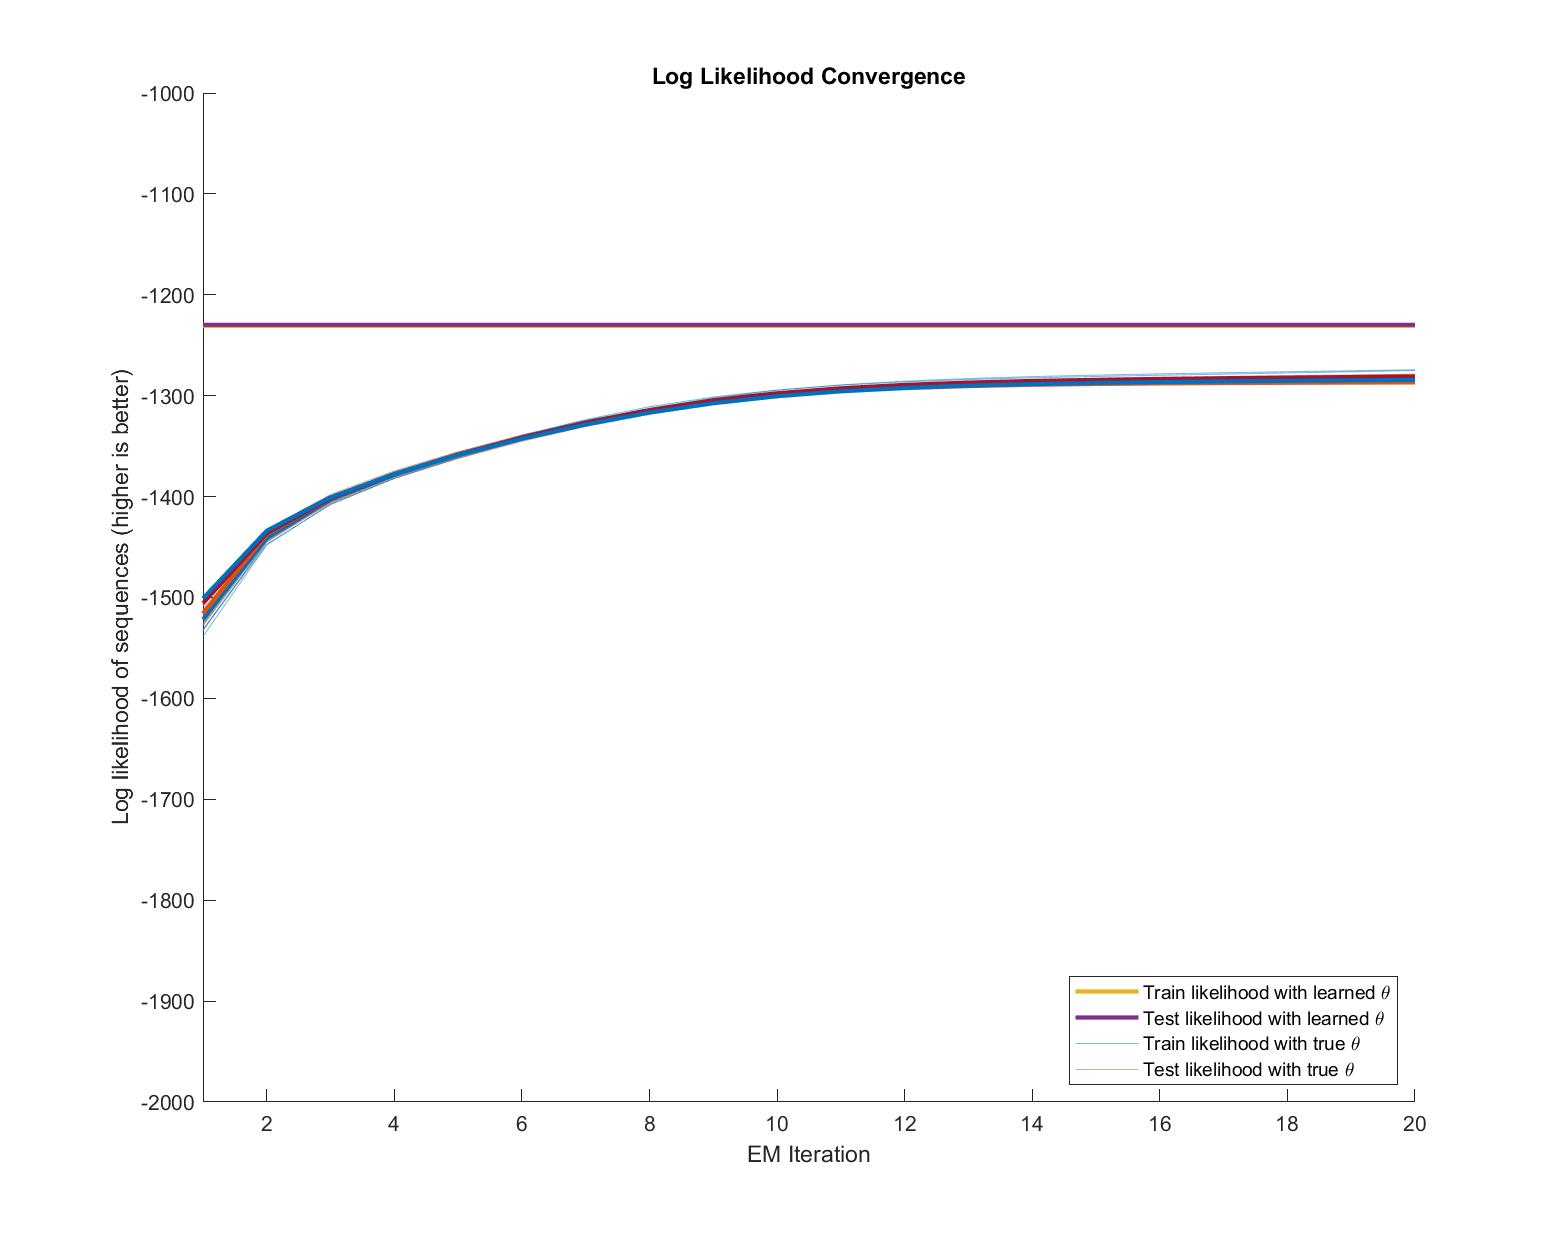 Log Likelihood Convergence
-1000
-1100
-1200
-1300
-1400
-1500
-1600
-1700
-1800
-1900
-2000
Log likelihood of sequences (higher is better)
2 4 6 8 10 12 14 16 18 20
EM Iteration
Train likelihood with learned θ
Test likelihood with learned θ
Train likelihood with true θ
Test likelihood with true θ